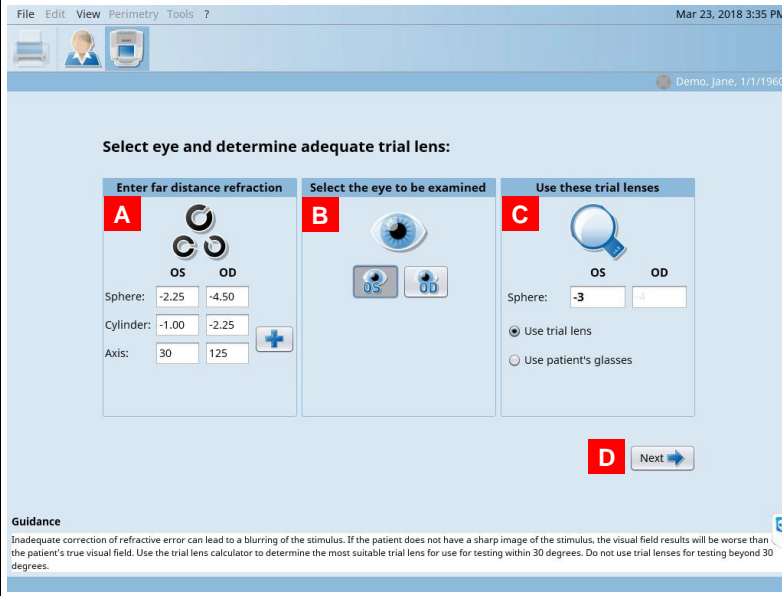 File Edit View Perimetry Tools ? Mar 23, 2018 3:35 PM
Demo, Jane, 1/1/1960
Select eye and determine adequate trial lens:
Enter far distance refraction
A
OS OD
Sphere: -2.25 -4.50
Cylinder: -1.00 -2.25
Axis: 30 125
Select the eye to be examined
B
OS OD
Use these trial lenses
C
OS OD
Sphere: -3 -4
Use trial lens
Use patient's glasses
D Next
Guidance
Inadequate correction of refractive error can lead to a blurring of the stimulus. If the patient does not have a sharp image of the stimulus, the visual field results will be worse than
the patient's true visual field. Use the trial lens calculator to determine the most suitable trial lens for use for testing within 30 degrees. Do not use trial lenses for testing beyond 30
degrees.